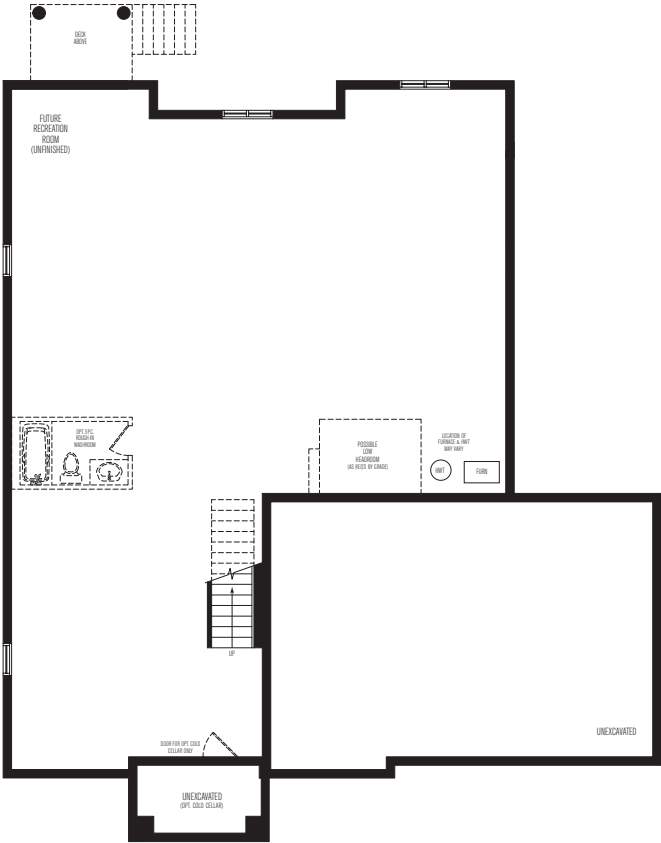 DECK
ABOVE
FUTURE
RECREATION
ROOM
(UNFINISHED)
OPT. 3 PC.
ROUGH-IN
WASHROOM
POSSIBLE
LOW
HEADROOM
(AS REQ'D BY GRADE)
LOCATION OF
FURNACE & HWT
MAY VARY
HWT
FURN
UP
UNEXCAVATED
DOOR FOR OPT. COLD
CELLAR ONLY
UNEXCAVATED
(OPT. COLD CELLAR)